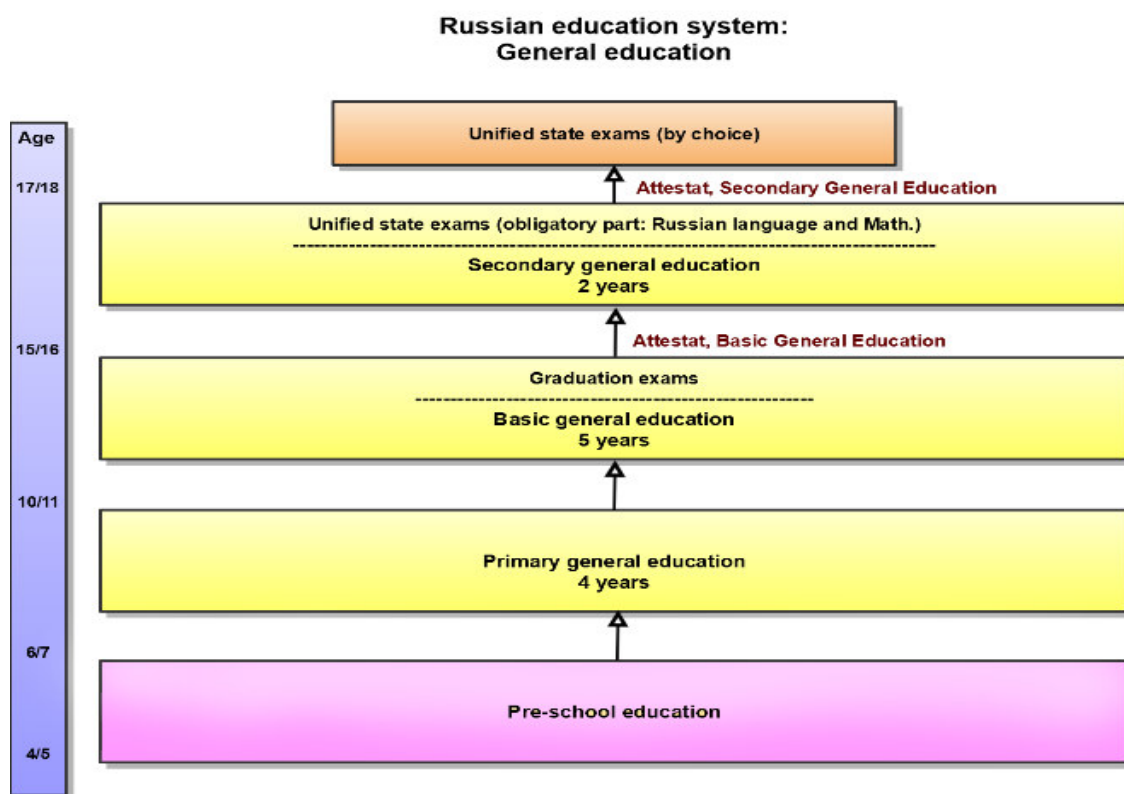 Russian education system:
General education
Age
Unified state exams (by choice)
17/18
Attestat, Secondary General Education
Unified state exams (obligatory part: Russian language and Math.)
Secondary general education
2 years
15/16
Attestat, Basic General Education
Graduation exams
Basic general education
5 years
10/11
Primary general education
4 years
6/7
Pre-school education
4/5